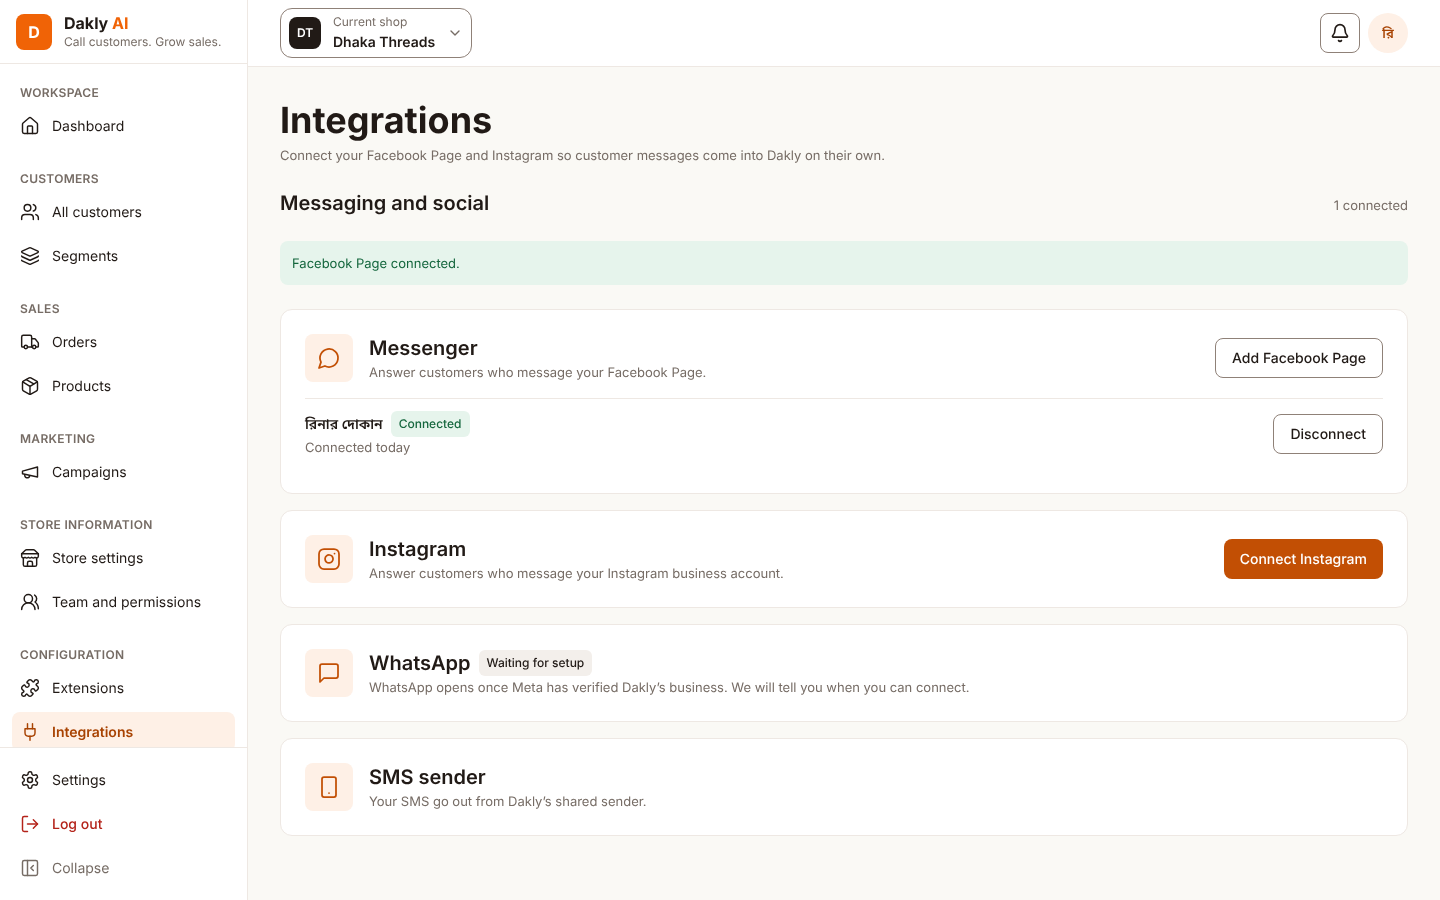 D
Dakly AI
Call customers. Grow sales.
WORKSPACE
Dashboard
CUSTOMERS
All customers
Segments
SALES
Orders
Products
MARKETING
Campaigns
STORE INFORMATION
Store settings
Team and permissions
CONFIGURATION
Extensions
Integrations
Settings
Log out
Collapse
DT
Current shop
Dhaka Threads
রি
Integrations
Connect your Facebook Page and Instagram so customer messages come into Dakly on their own.
Messaging and social
1 connected
Facebook Page connected.
Messenger
Answer customers who message your Facebook Page.
Add Facebook Page
রিনার দোকান Connected
Connected today
Disconnect
Instagram
Answer customers who message your Instagram business account.
Connect Instagram
WhatsApp Waiting for setup
WhatsApp opens once Meta has verified Dakly’s business. We will tell you when you can connect.
SMS sender
Your SMS go out from Dakly’s shared sender.